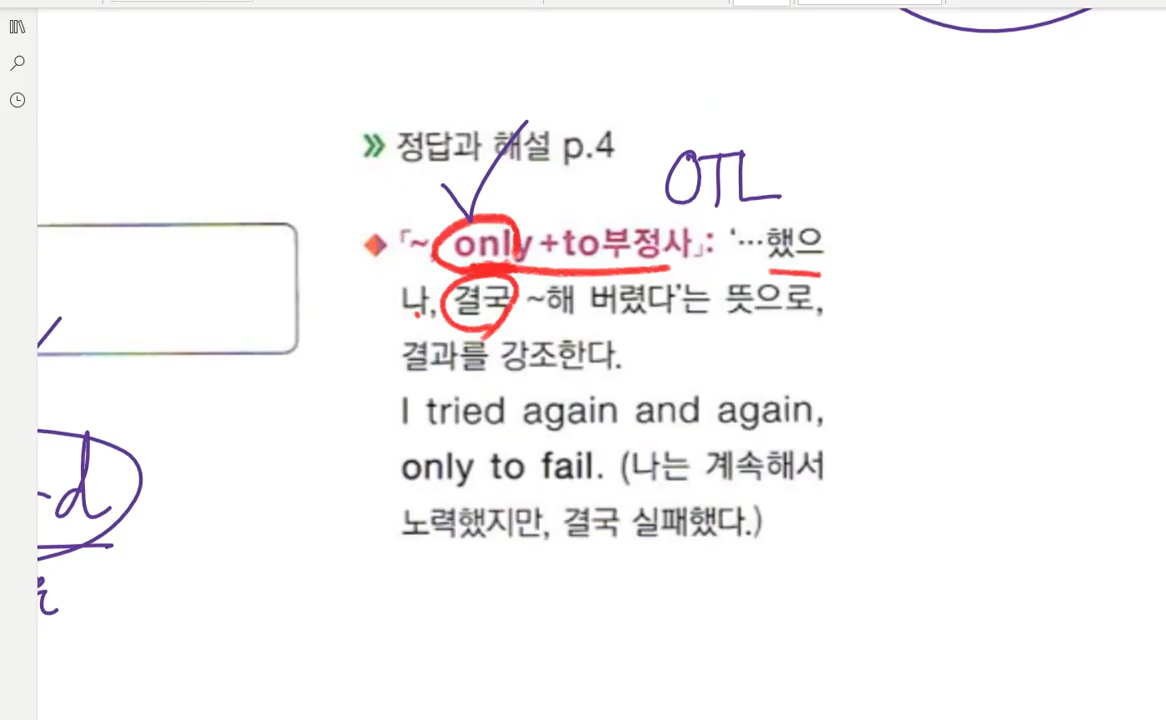 » 정답과 해설 p.4
OTL
◆ 「~ only+to부정사」: ‘…했으
나, 결국 ~해 버렸다’는 뜻으로,
결과를 강조한다.
I tried again and again,
only to fail. (나는 계속해서
노력했지만, 결국 실패했다.)
-d